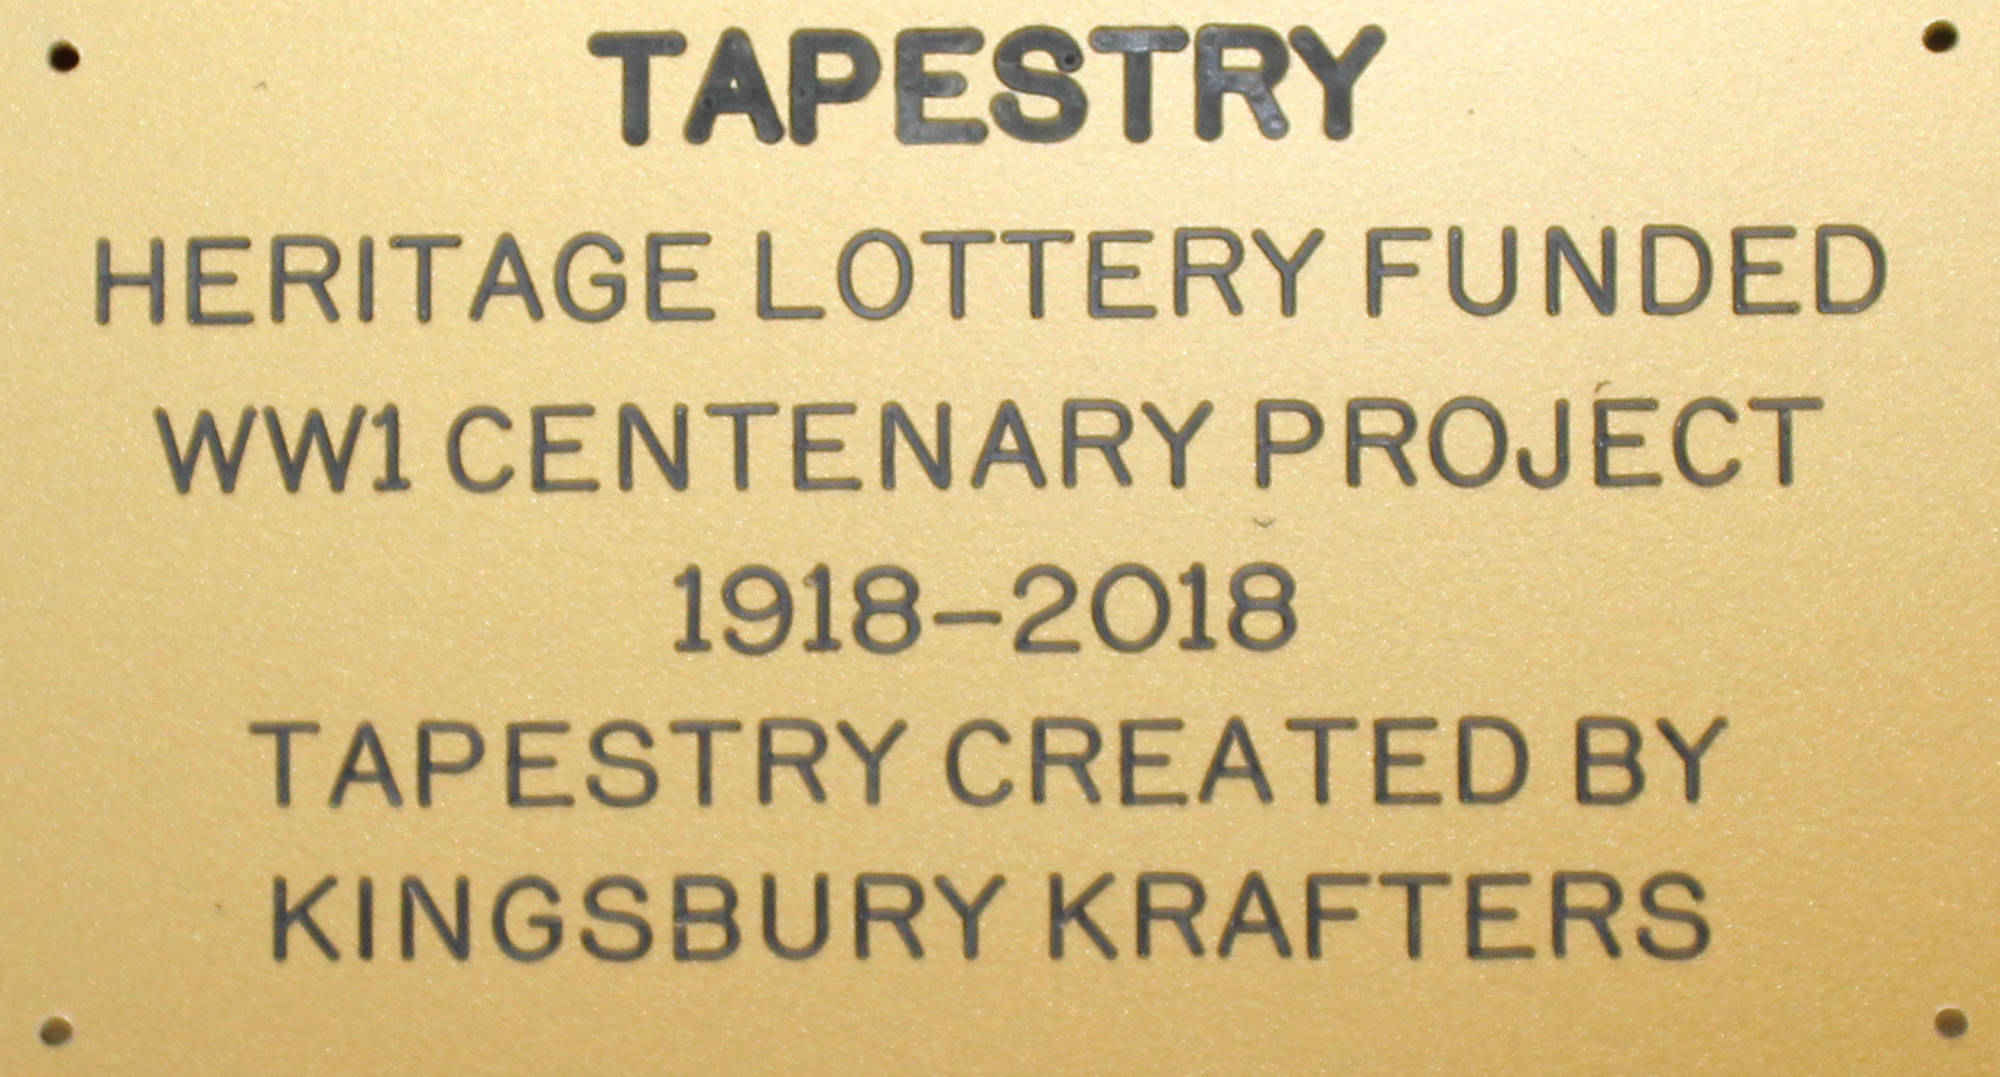 TAPESTRY
HERITAGE LOTTERY FUNDED
WW1 CENTENARY PROJECT
1918-2018
TAPESTRY CREATED BY
KINGSBURY KRAFTERS